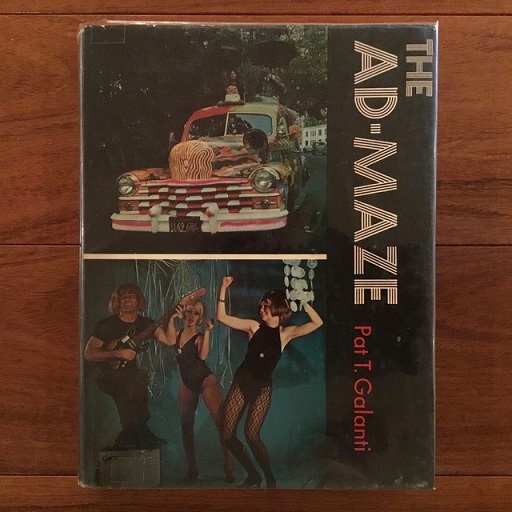 THE
AD-MAZE
Pat T. Galanti